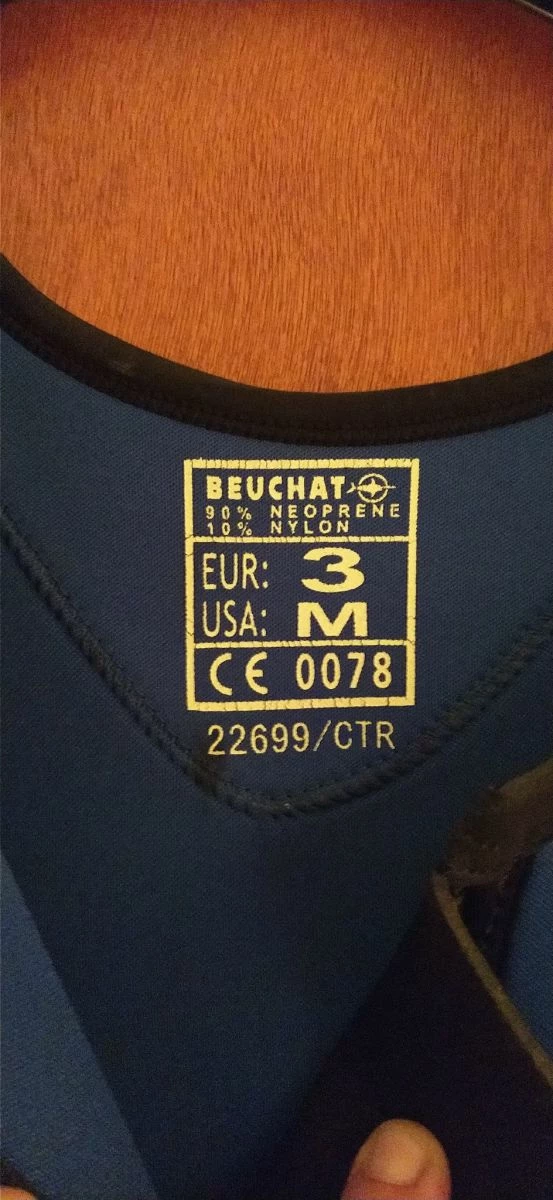 BEUCHAT
90% NEOPRENE
10% NYLON
EUR: 3
USA: M
CE 0078
22699/CTR